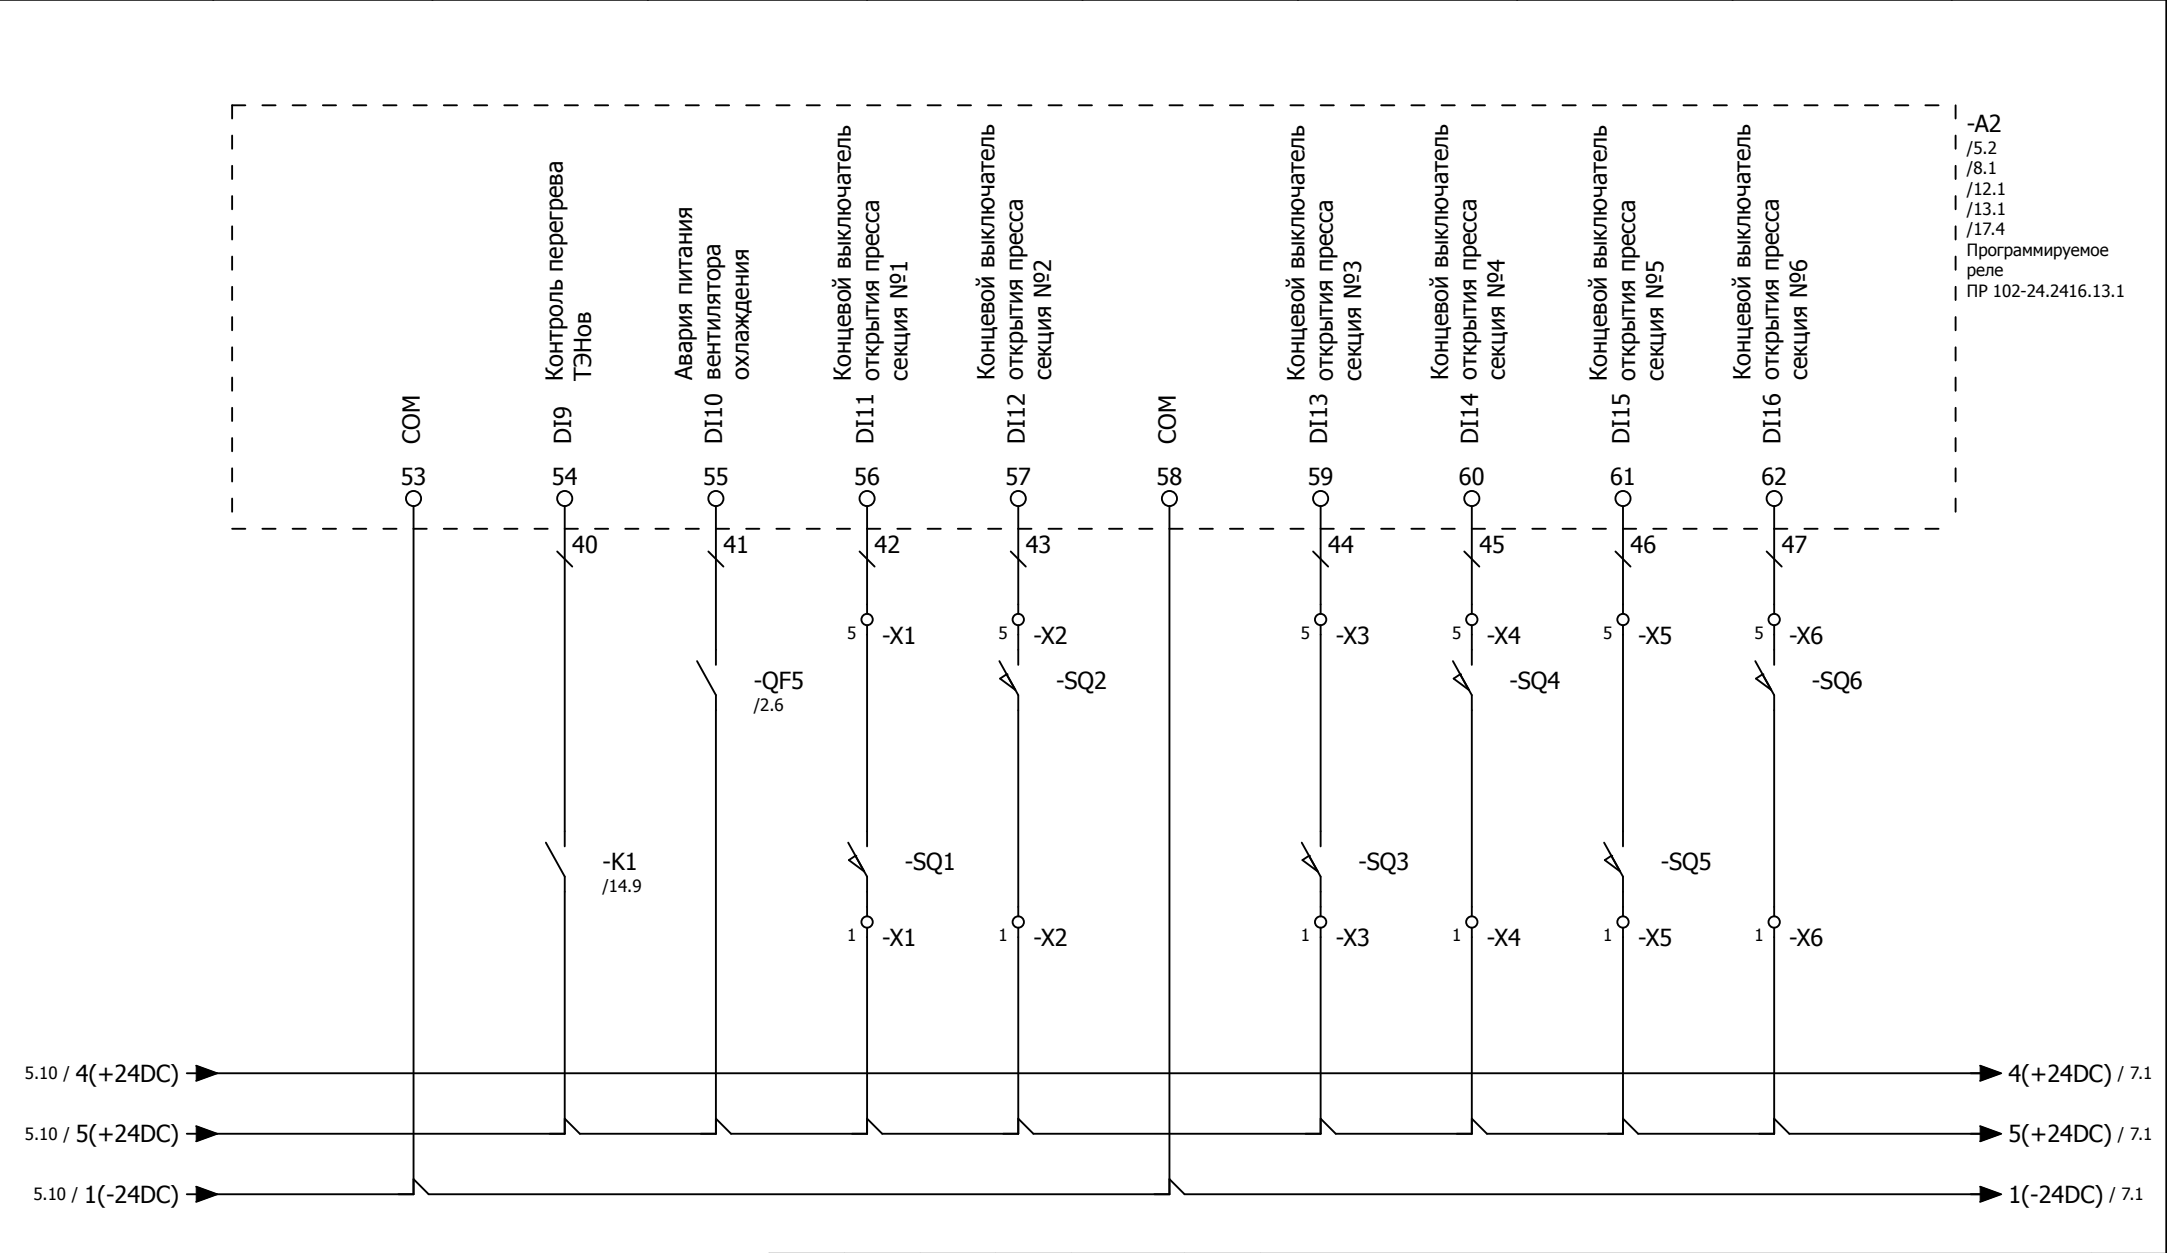 -A2
/5.2
/8.1
/12.1
/13.1
/17.4
Программируемое
реле
ПР 102-24.2416.13.1
Контроль перегрева
ТЭНов
Авария питания
вентилятора
охлаждения
Концевой выключатель
открытия пресса
секция №1
Концевой выключатель
открытия пресса
секция №2
Концевой выключатель
открытия пресса
секция №3
Концевой выключатель
открытия пресса
секция №4
Концевой выключатель
открытия пресса
секция №5
Концевой выключатель
открытия пресса
секция №6
COM DI9 DI10 DI11 DI12 COM DI13 DI14 DI15 DI16
53 54 55 56 57 58 59 60 61 62
40 41 42 43 44 45 46 47
5 -X1 5 -X2 5 -X3 5 -X4 5 -X5 5 -X6
-QF5 -SQ2 -SQ4 -SQ6
/2.6
-K1 -SQ1 -SQ3 -SQ5
/14.9
1 -X1 1 -X2 1 -X3 1 -X4 1 -X5 1 -X6
5.10 / 4(+24DC) 4(+24DC) / 7.1
5.10 / 5(+24DC) 5(+24DC) / 7.1
5.10 / 1(-24DC) 1(-24DC) / 7.1